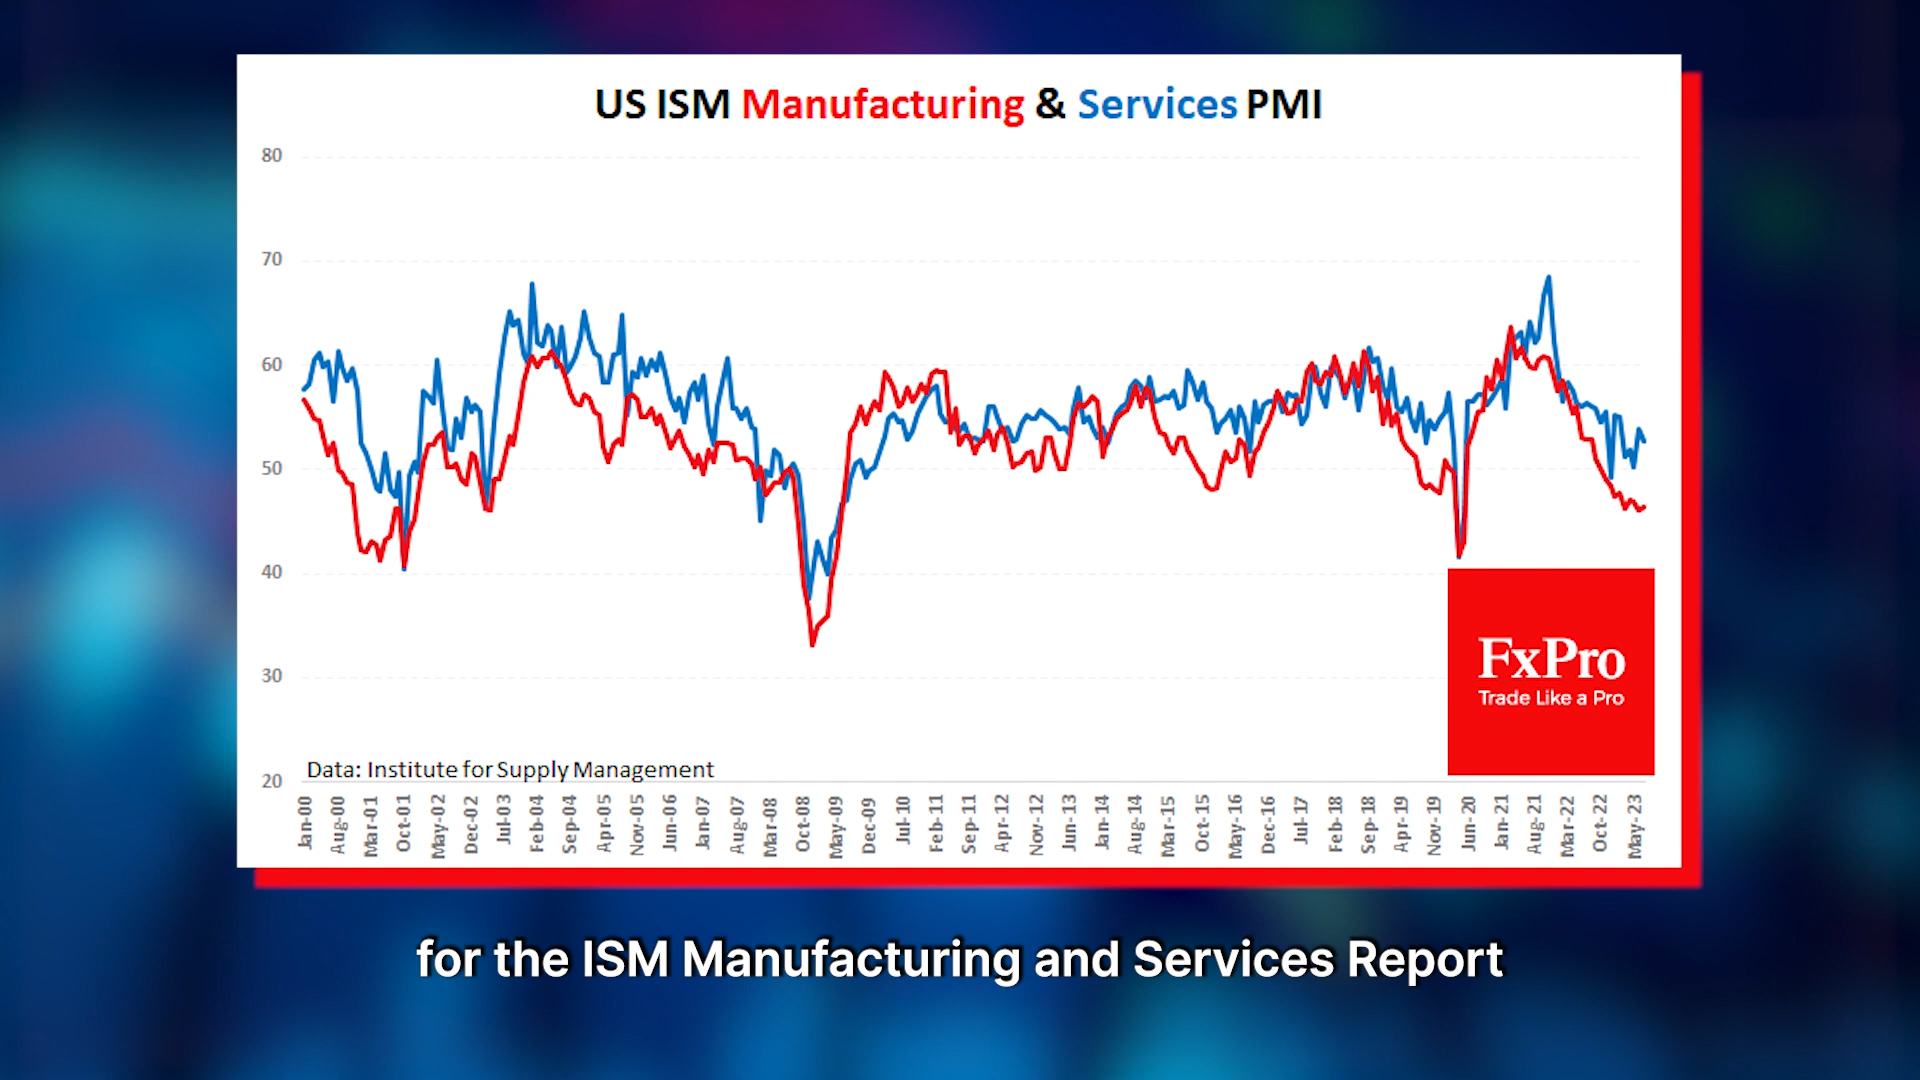 US ISM Manufacturing & Services PMI
80
70
60
50
40
30
20
FxPro
Trade Like a Pro
Data: Institute for Supply Management
Jan-00
Aug-00
Mar-01
Oct-01
May-02
Dec-02
Jul-03
Feb-04
Sep-04
Apr-05
Nov-05
Jun-06
Jan-07
Aug-07
Mar-08
Oct-08
May-09
Dec-09
Jul-10
Feb-11
Sep-11
Apr-12
Nov-12
Jun-13
Jan-14
Aug-14
Mar-15
Oct-15
May-16
Dec-16
Jul-17
Feb-18
Sep-18
Apr-19
Nov-19
Jun-20
Jan-21
Aug-21
Mar-22
Oct-22
May-23
for the ISM Manufacturing and Services Report